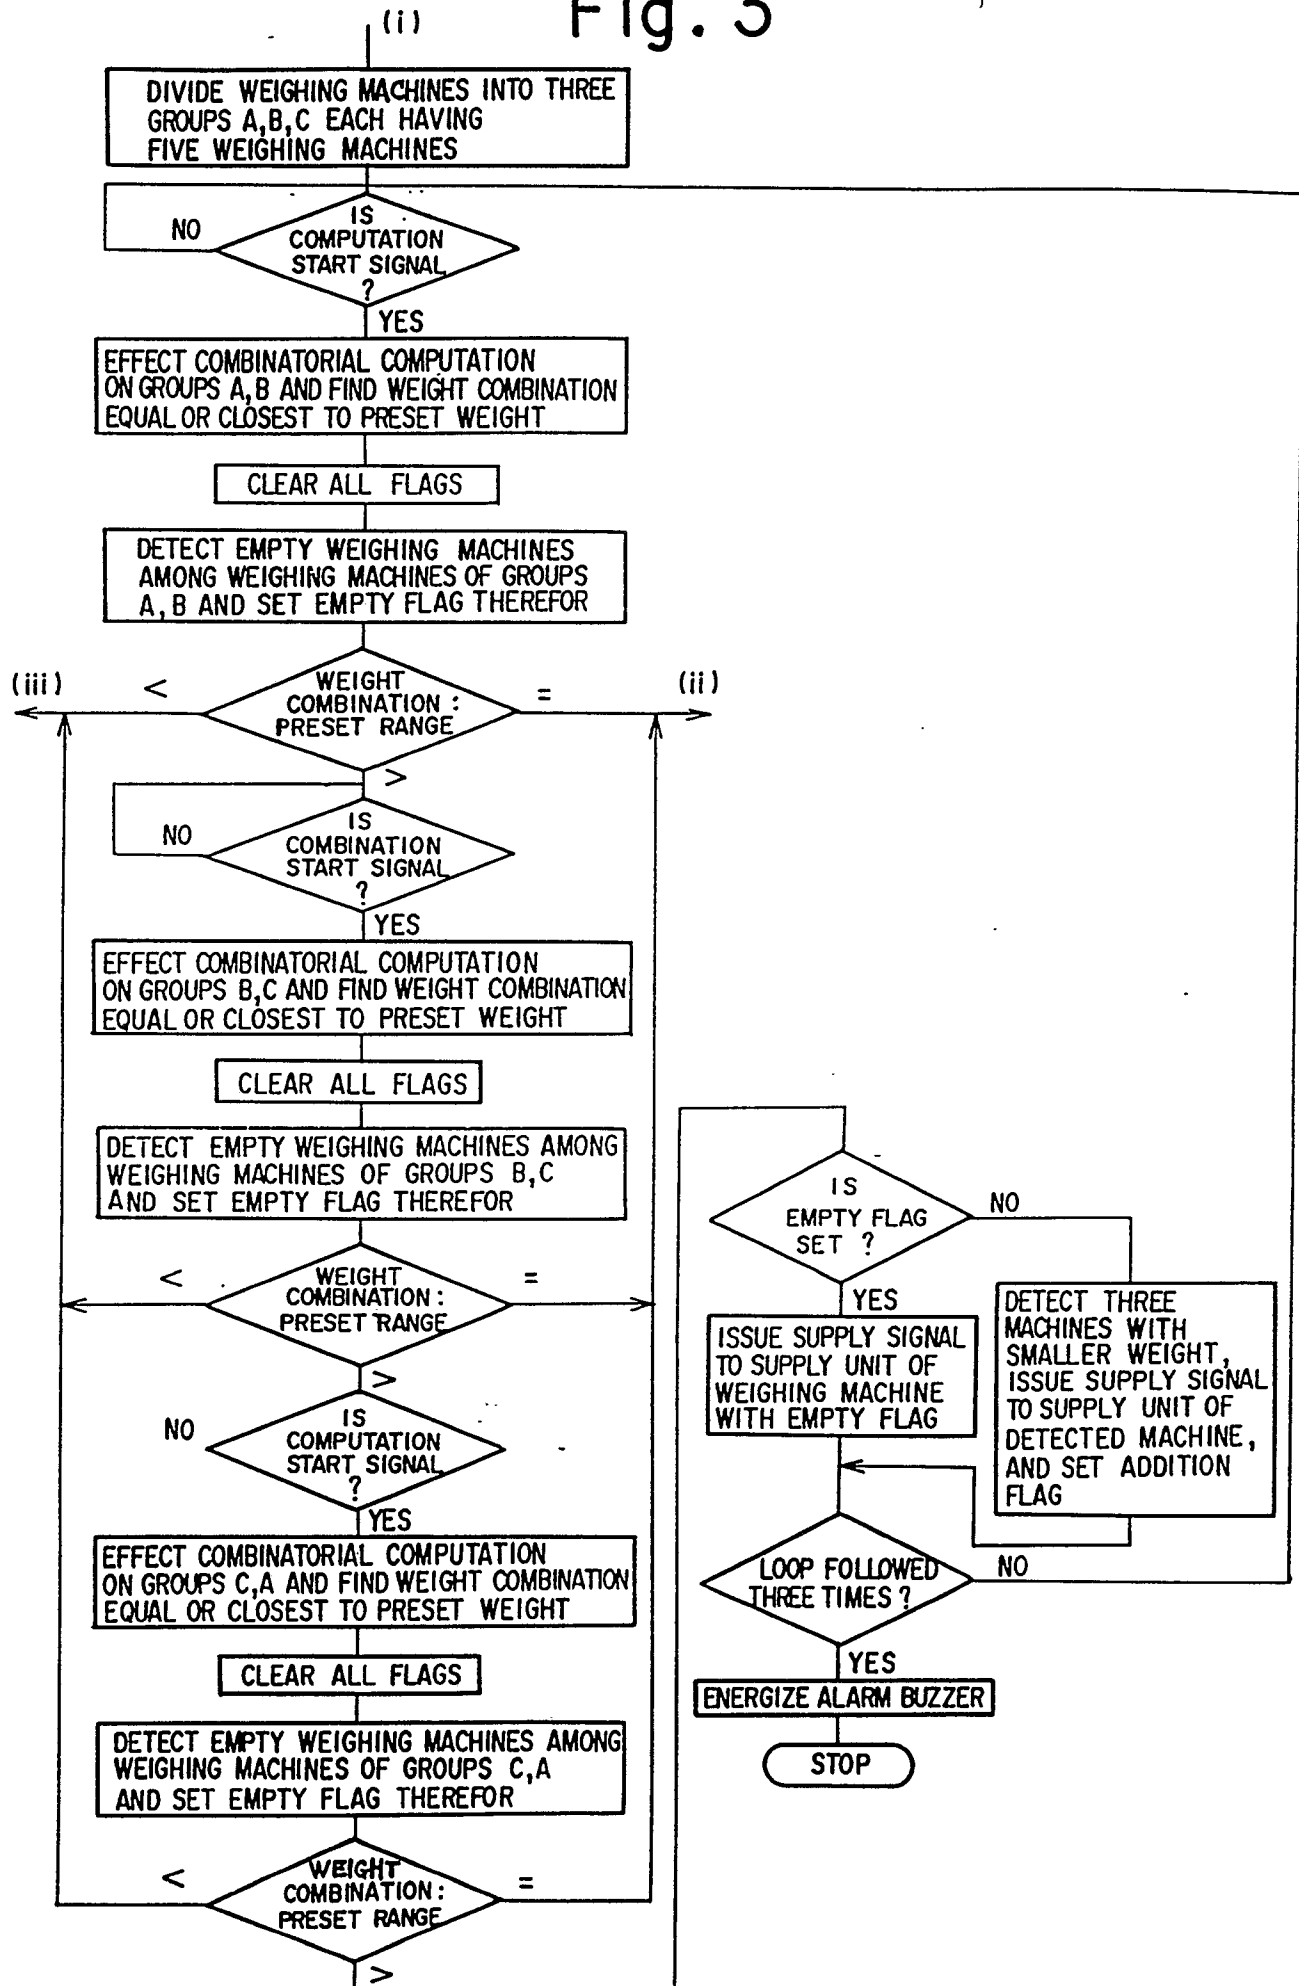 Fig. 3
(i)
DIVIDE WEIGHING MACHINES INTO THREE
GROUPS A,B,C EACH HAVING
FIVE WEIGHING MACHINES
IS
COMPUTATION
START SIGNAL
?
NO
YES
EFFECT COMBINATORIAL COMPUTATION
ON GROUPS A,B AND FIND WEIGHT COMBINATION
EQUAL OR CLOSEST TO PRESET WEIGHT
CLEAR ALL FLAGS
DETECT EMPTY WEIGHING MACHINES
AMONG WEIGHING MACHINES OF GROUPS
A,B AND SET EMPTY FLAG THEREFOR
(iii)
<
WEIGHT
COMBINATION :
PRESET RANGE
=
(ii)
>
IS
COMBINATION
START SIGNAL
?
NO
YES
EFFECT COMBINATORIAL COMPUTATION
ON GROUPS B,C AND FIND WEIGHT COMBINATION
EQUAL OR CLOSEST TO PRESET WEIGHT
CLEAR ALL FLAGS
DETECT EMPTY WEIGHING MACHINES AMONG
WEIGHING MACHINES OF GROUPS B,C
AND SET EMPTY FLAG THEREFOR
<
WEIGHT
COMBINATION :
PRESET RANGE
=
>
NO
IS
COMPUTATION
START SIGNAL
?
YES
EFFECT COMBINATORIAL COMPUTATION
ON GROUPS C,A AND FIND WEIGHT COMBINATION
EQUAL OR CLOSEST TO PRESET WEIGHT
CLEAR ALL FLAGS
DETECT EMPTY WEIGHING MACHINES AMONG
WEIGHING MACHINES OF GROUPS C,A
AND SET EMPTY FLAG THEREFOR
<
WEIGHT
COMBINATION :
PRESET RANGE
=
>
IS
EMPTY FLAG
SET ?
NO
YES
ISSUE SUPPLY SIGNAL
TO SUPPLY UNIT OF
WEIGHING MACHINE
WITH EMPTY FLAG
DETECT THREE
MACHINES WITH
SMALLER WEIGHT,
ISSUE SUPPLY SIGNAL
TO SUPPLY UNIT OF
DETECTED MACHINE,
AND SET ADDITION
FLAG
LOOP FOLLOWED
THREE TIMES ?
NO
YES
ENERGIZE ALARM BUZZER
STOP